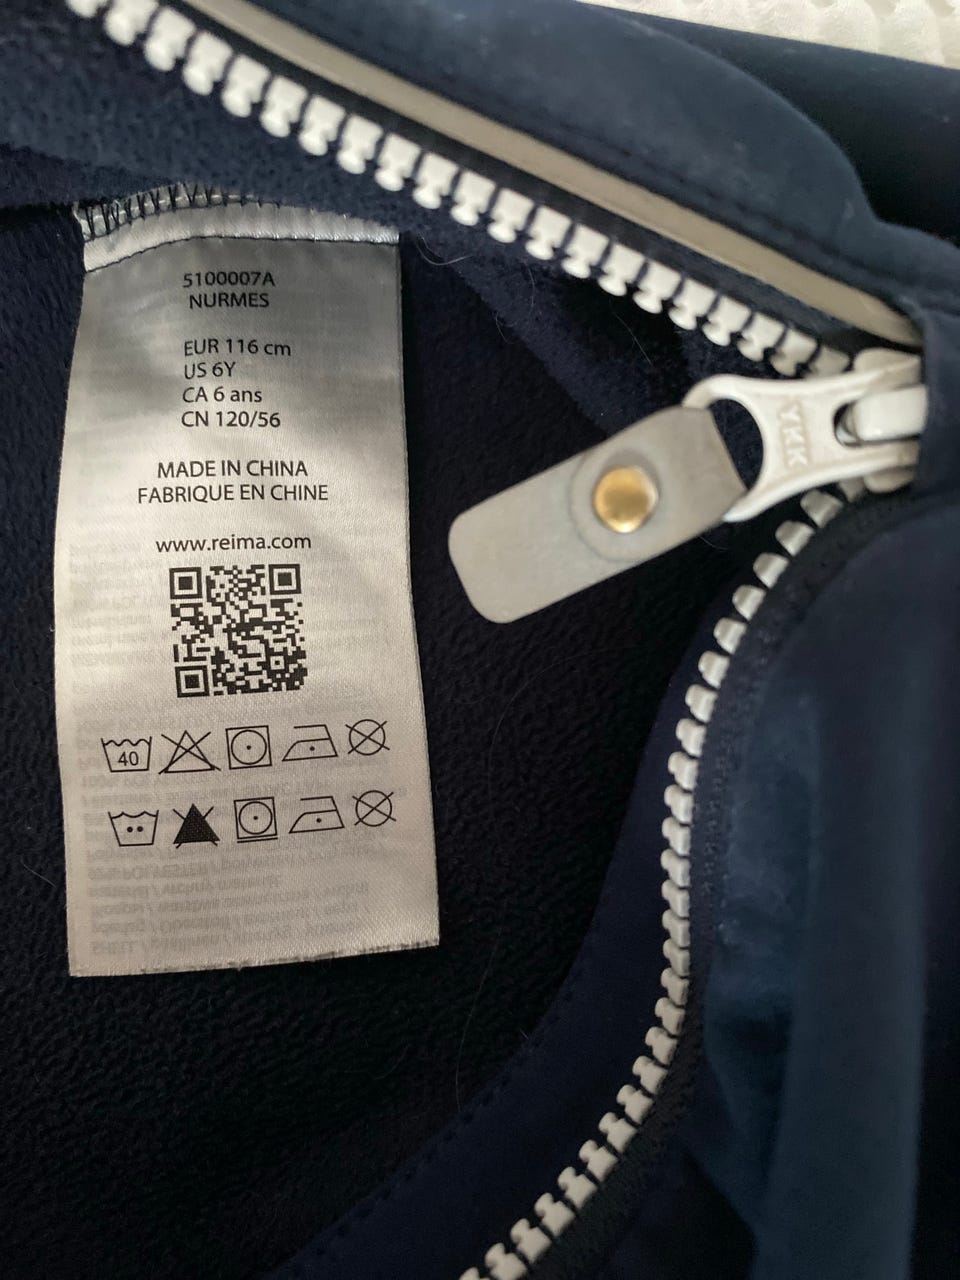 5100007A
NURMES
EUR 116 cm
US 6Y
CA 6 ans
CN 120/56
MADE IN CHINA
FABRIQUE EN CHINE
www.reima.com
40
YKK